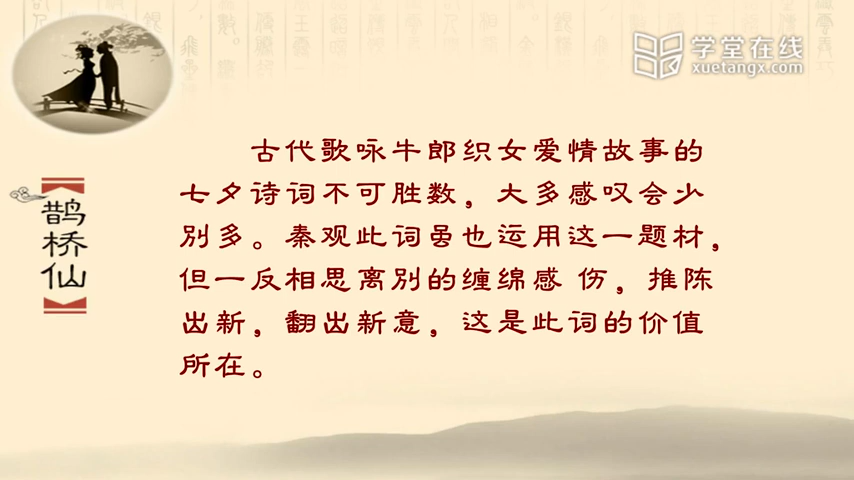 学堂在线
xuetangx.com
鹊桥仙
古代歌咏牛郎织女爱情故事的
七夕诗词不可胜数，大多感叹会少
别多。秦观此词虽也运用这一题材，
但一反相思离别的缠绵感 伤，推陈
出新，翻出新意，这是此词的价值
所在。